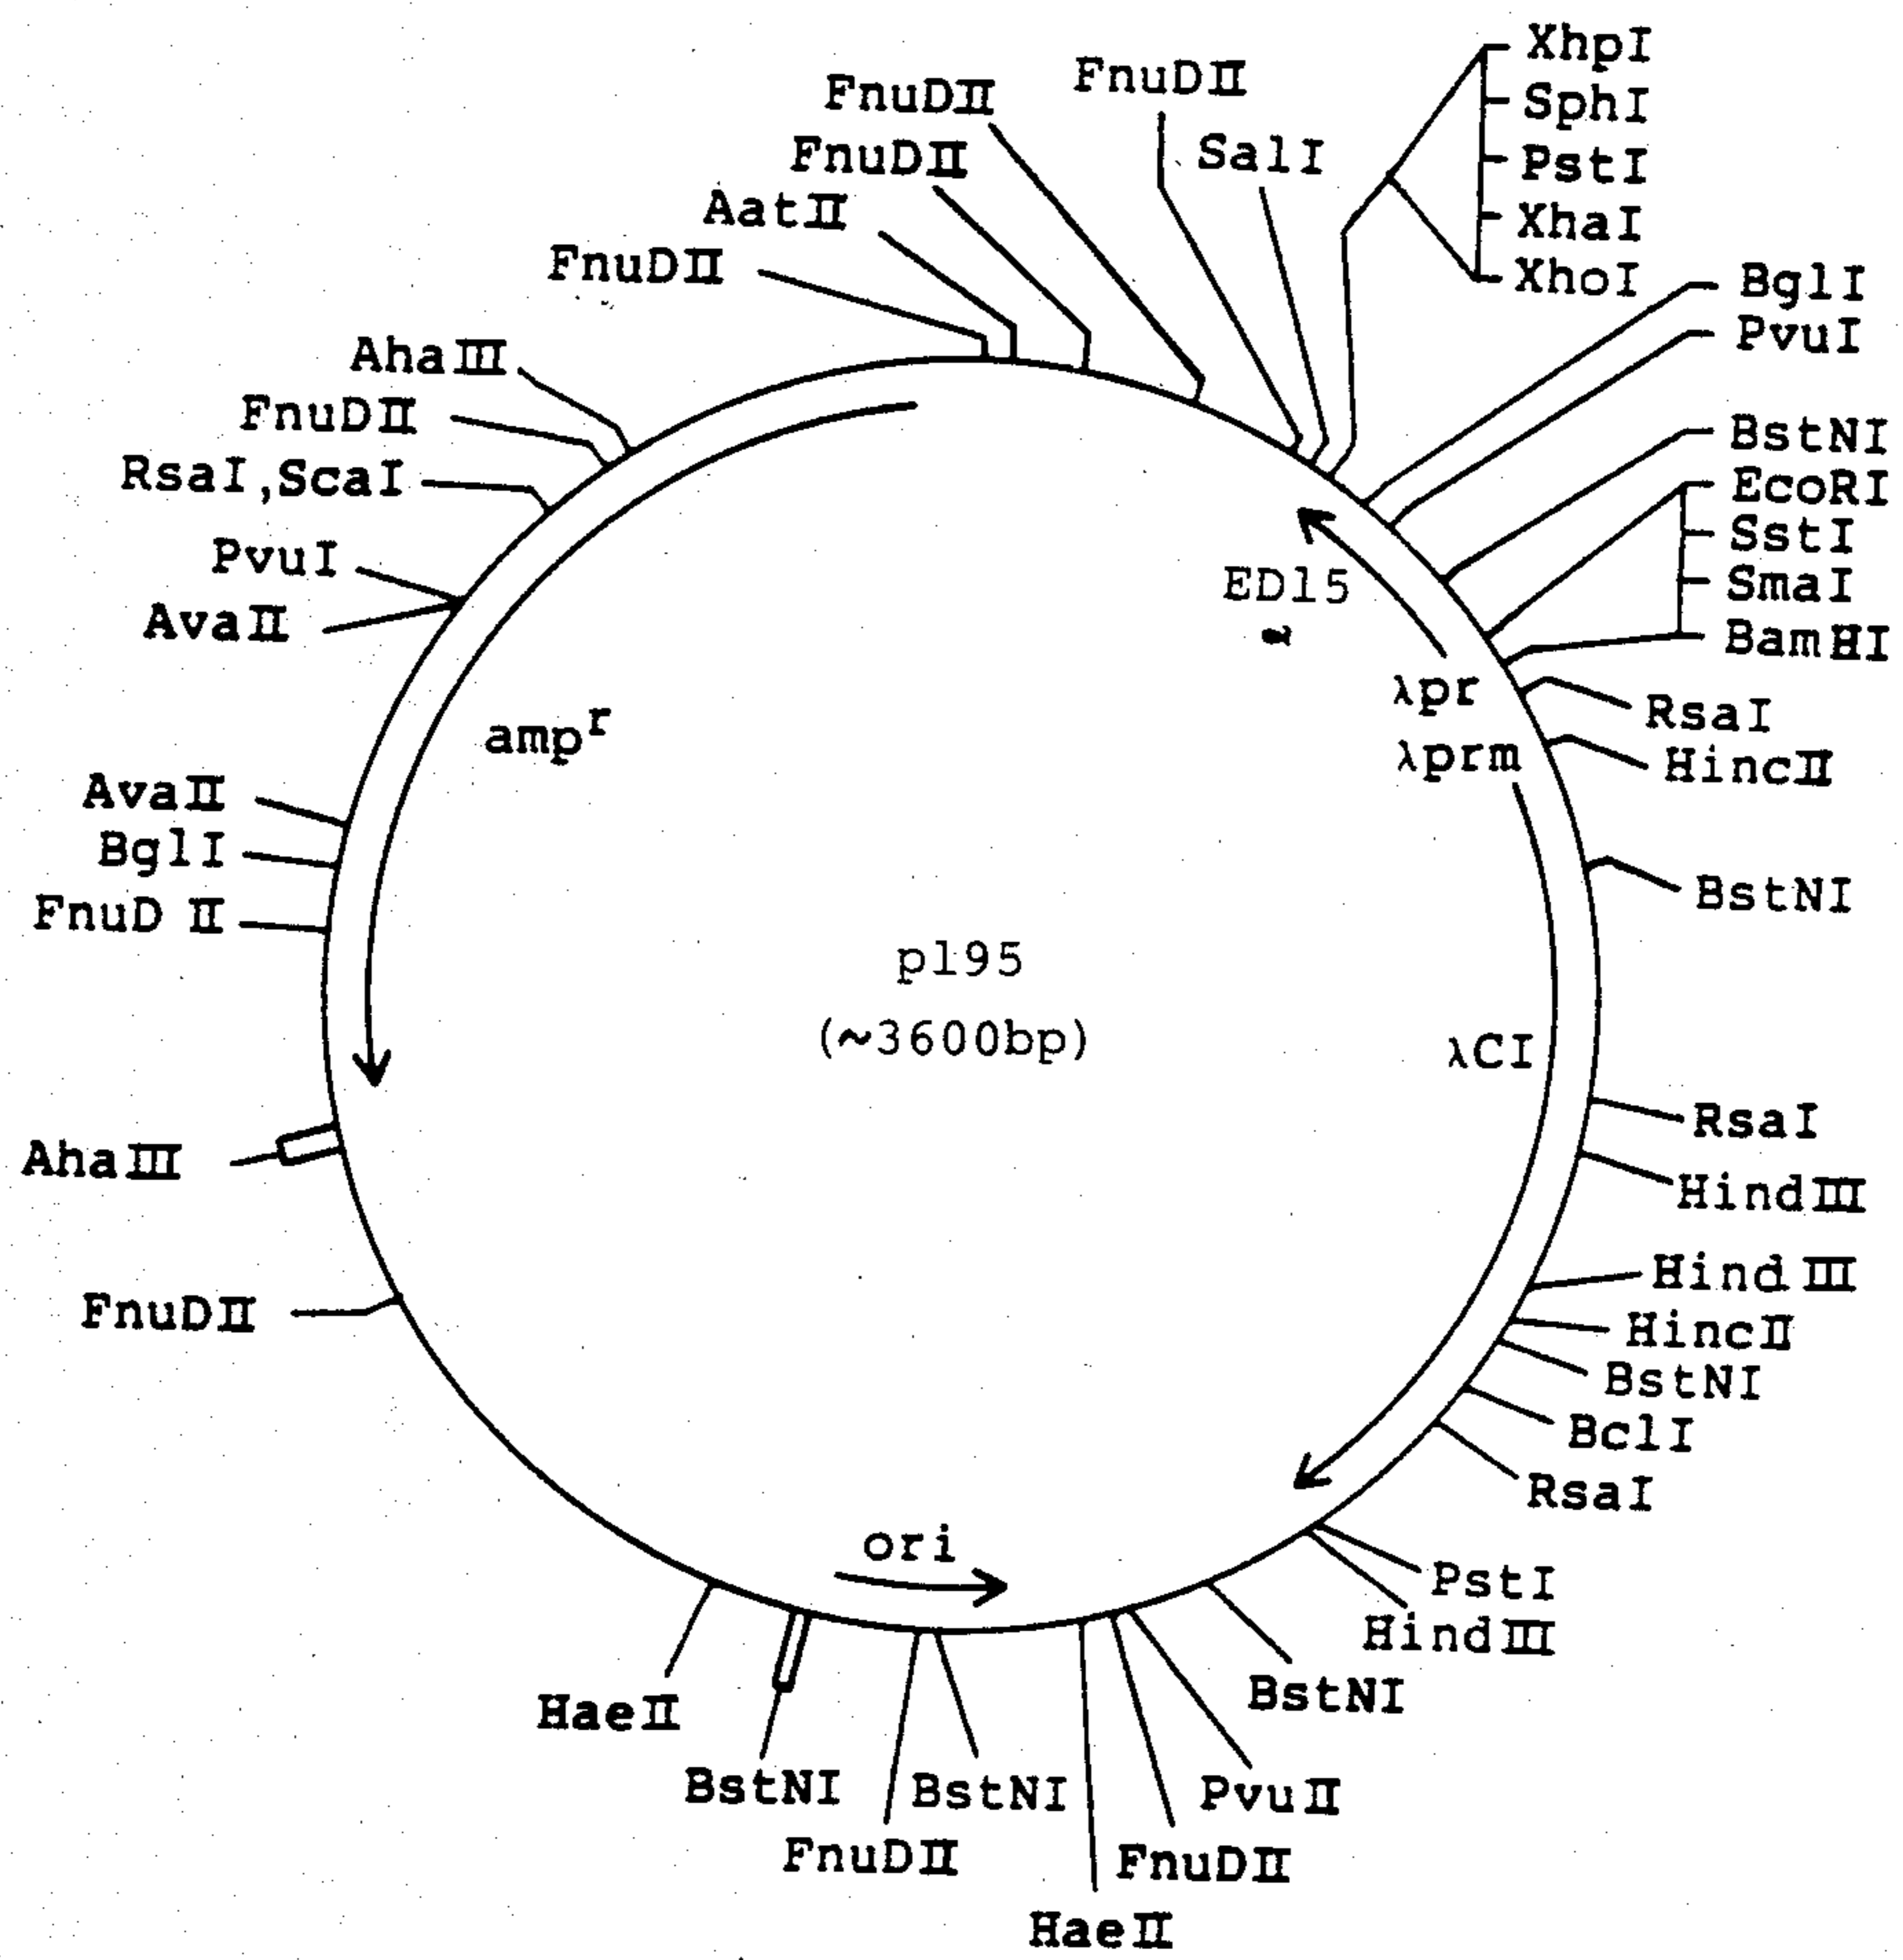 XhpI
SphI
PstI
XhaI
XhoI
FnuDII
FnuDII
SalI
FnuDII
AatII
FnuDII
BglI
PvuI
AhaIII
FnuDII
RsaI,ScaI
PvuI
AvaII
BstNI
EcoRI
SstI
SmaI
BamHI
RsaI
HincII
BstNI
ED15
α
λpr
λprm
amp^r
AvaII
BglI
FnuD II
p195
(~3600bp)
λCI
RsaI
HindIII
Hind III
HincII
BstNI
BclI
RsaI
AhaIII
FnuDII
ori
PstI
HindIII
BstNI
HaeII
BstNI
BstNI
PvuII
FnuDII
FnuDII
HaeII